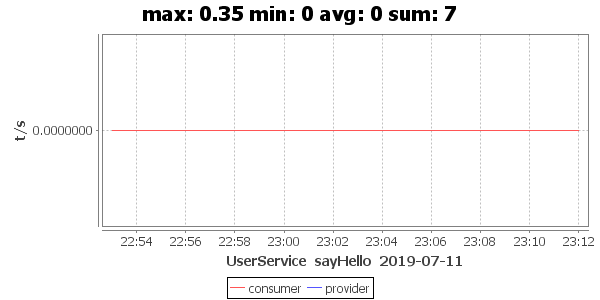 max: 0.35 min: 0 avg: 0 sum: 7
t/s
0.0000000
22:54 22:56 22:58 23:00 23:02 23:04 23:06 23:08 23:10 23:12
UserService sayHello 2019-07-11
consumer provider